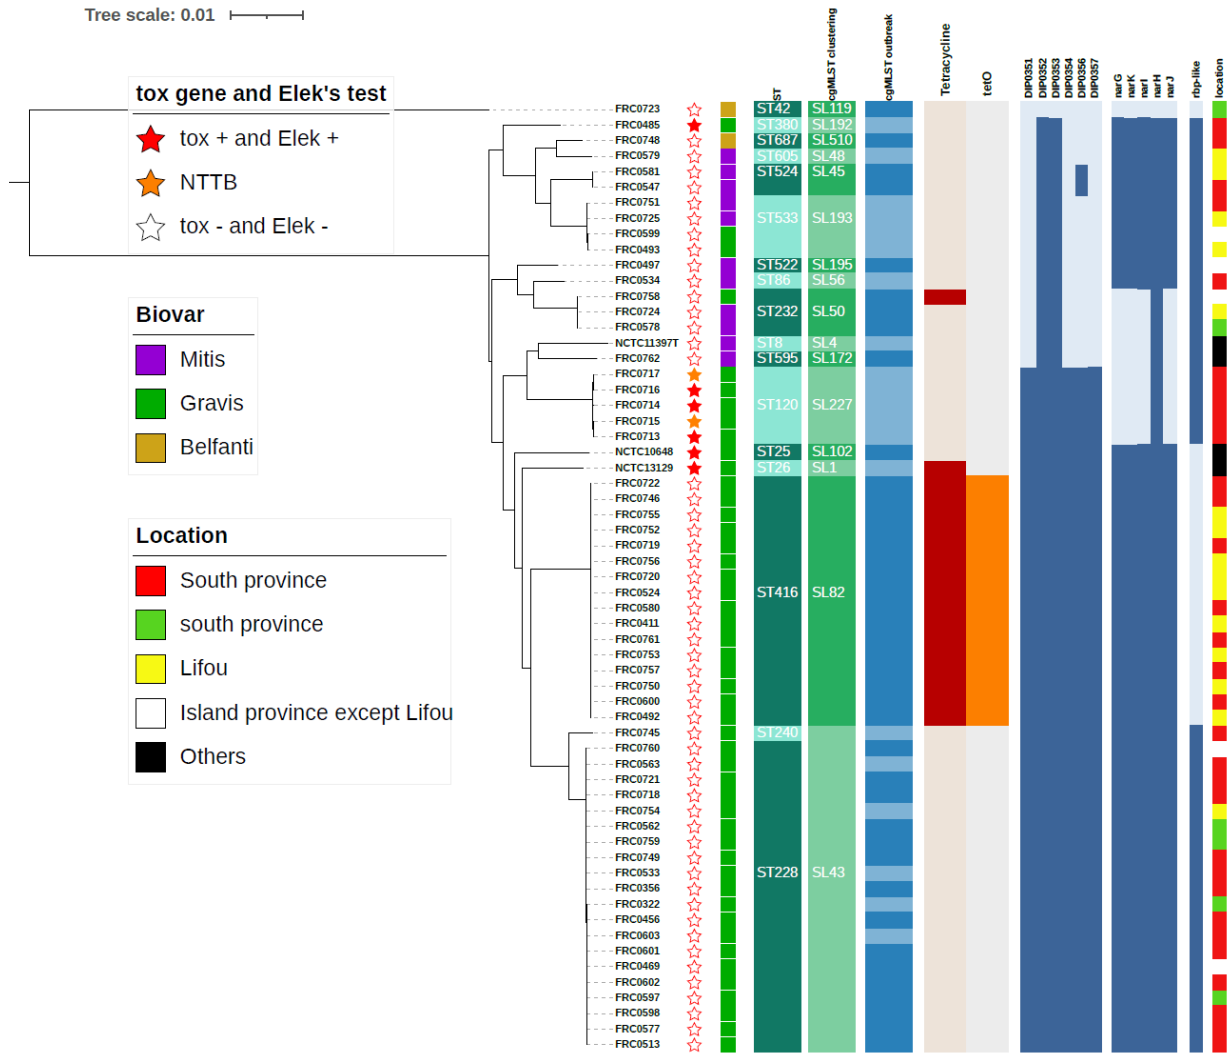 Tree scale: 0.01
tox gene and Elek's test
tox + and Elek +
NTTB
tox - and Elek -
Biovar
Mitis
Gravis
Belfanti
Location
South province
south province
Lifou
Island province except Lifou
Others
ST
cgMLST clustering
cgMLST outbreak
Tetracycline
tetO
DIP0351
DIP0352
DIP0353
DIP0354
DIP0356
DIP0357
narG
narK
narI
narH
narJ
rbp-like
location
FRC0723 ST42 SL119
FRC0485 ST380 SL192
FRC0748 ST687 SL510
FRC0579 ST605 SL48
FRC0581 ST524 SL45
FRC0547
FRC0751
FRC0725 ST533 SL193
FRC0599
FRC0493
FRC0497 ST522 SL195
FRC0534 ST86 SL56
FRC0758
FRC0724 ST232 SL50
FRC0578
NCTC11397T ST8 SL4
FRC0762 ST595 SL172
FRC0717
FRC0716
FRC0714 ST120 SL227
FRC0715
FRC0713
NCTC10648 ST25 SL102
NCTC13129 ST26 SL1
FRC0722
FRC0746
FRC0755
FRC0752
FRC0719
FRC0756
FRC0720
FRC0524 ST416 SL82
FRC0580
FRC0411
FRC0761
FRC0753
FRC0757
FRC0750
FRC0600
FRC0492
FRC0745 ST240
FRC0760
FRC0563
FRC0721
FRC0718
FRC0754
FRC0562
FRC0759
FRC0749
FRC0533 ST228 SL43
FRC0356
FRC0322
FRC0456
FRC0603
FRC0601
FRC0469
FRC0602
FRC0597
FRC0598
FRC0577
FRC0513